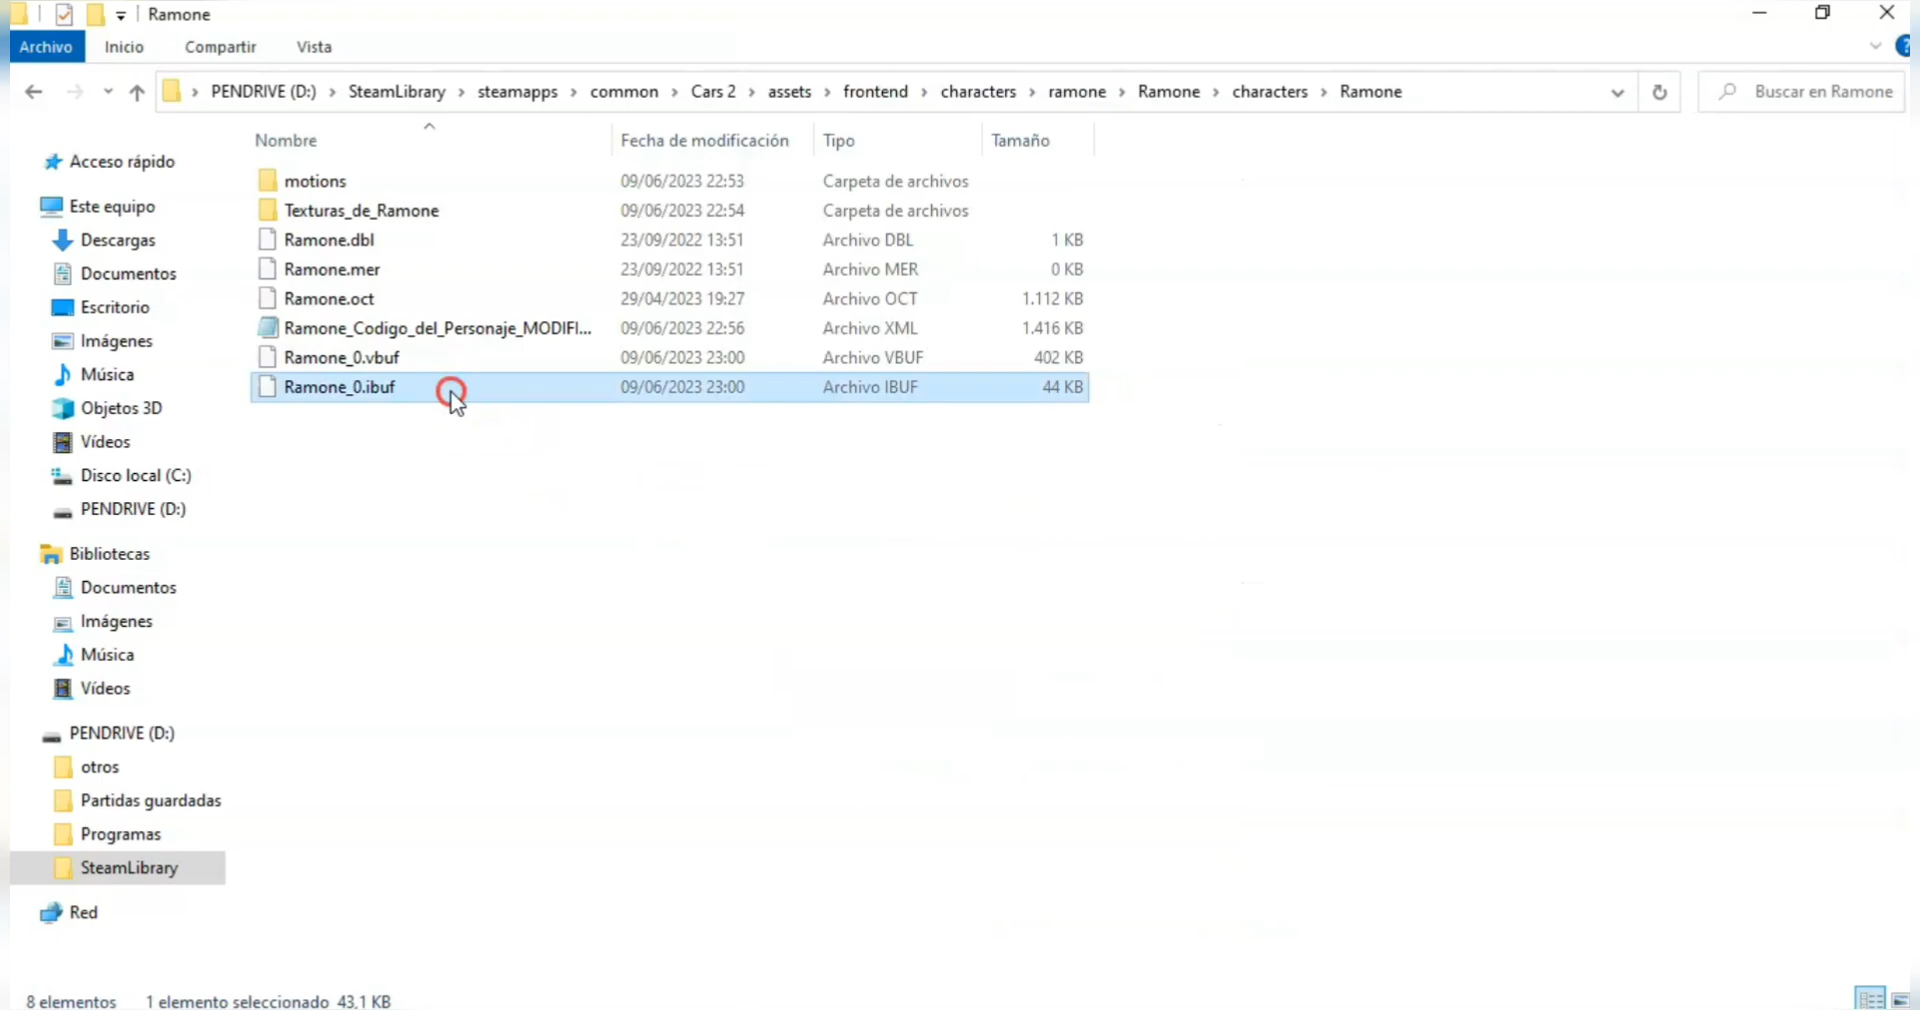 Ramone
Archivo Inicio Compartir Vista
PENDRIVE (D:) › SteamLibrary › steamapps › common › Cars 2 › assets › frontend › characters › ramone › Ramone › characters › Ramone
Buscar en Ramone
Nombre Fecha de modificación Tipo Tamaño
motions 09/06/2023 22:53 Carpeta de archivos
Texturas_de_Ramone 09/06/2023 22:54 Carpeta de archivos
Ramone.dbl 23/09/2022 13:51 Archivo DBL 1 KB
Ramone.mer 23/09/2022 13:51 Archivo MER 0 KB
Ramone.oct 29/04/2023 19:27 Archivo OCT 1.112 KB
Ramone_Codigo_del_Personaje_MODIFI... 09/06/2023 22:56 Archivo XML 1.416 KB
Ramone_0.vbuf 09/06/2023 23:00 Archivo VBUF 402 KB
Ramone_0.ibuf 09/06/2023 23:00 Archivo IBUF 44 KB
Acceso rápido
Este equipo
Descargas
Documentos
Escritorio
Imágenes
Música
Objetos 3D
Vídeos
Disco local (C:)
PENDRIVE (D:)
Bibliotecas
Documentos
Imágenes
Música
Vídeos
PENDRIVE (D:)
otros
Partidas guardadas
Programas
SteamLibrary
Red
8 elementos 1 elemento seleccionado 43,1 KB